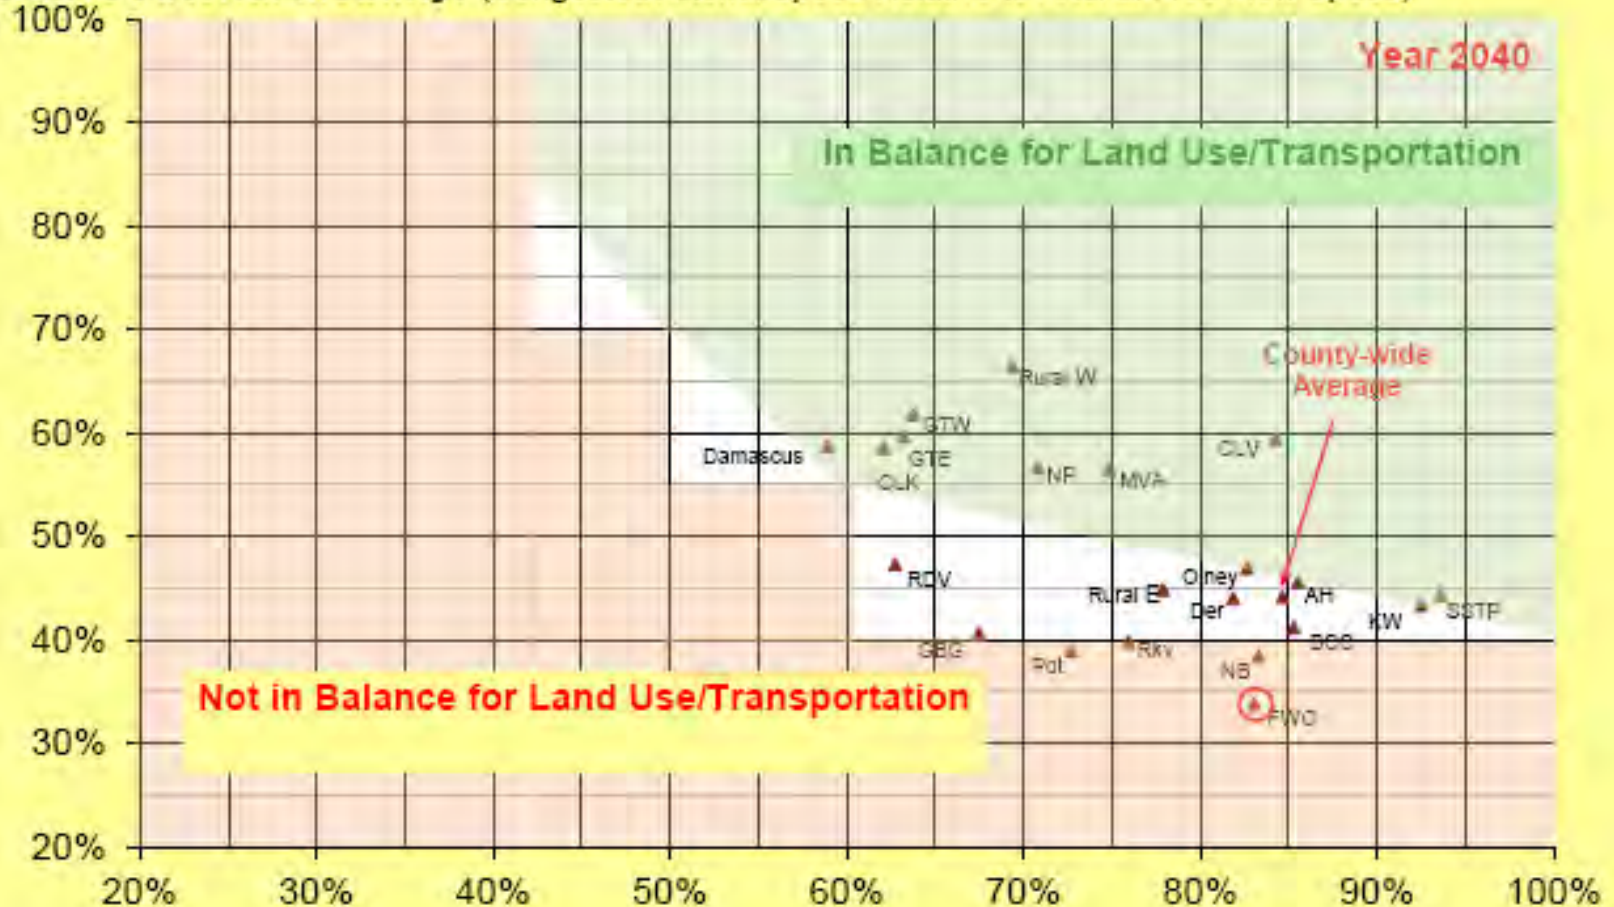 100%
Year 2040
90%
In Balance for Land Use/Transportation
80%
70%
County-wide
Average
Rural W
60%
GTW
CLV
Damascus
GTE
NP
MVA
CLK
50%
RDV
Olney
Rural E
AH
Der
SSTP
KW
40%
GBG
Rkv
BCC
Pot
NB
Not in Balance for Land Use/Transportation
FWO
30%
20%
20%
30%
40%
50%
60%
70%
80%
90%
100%